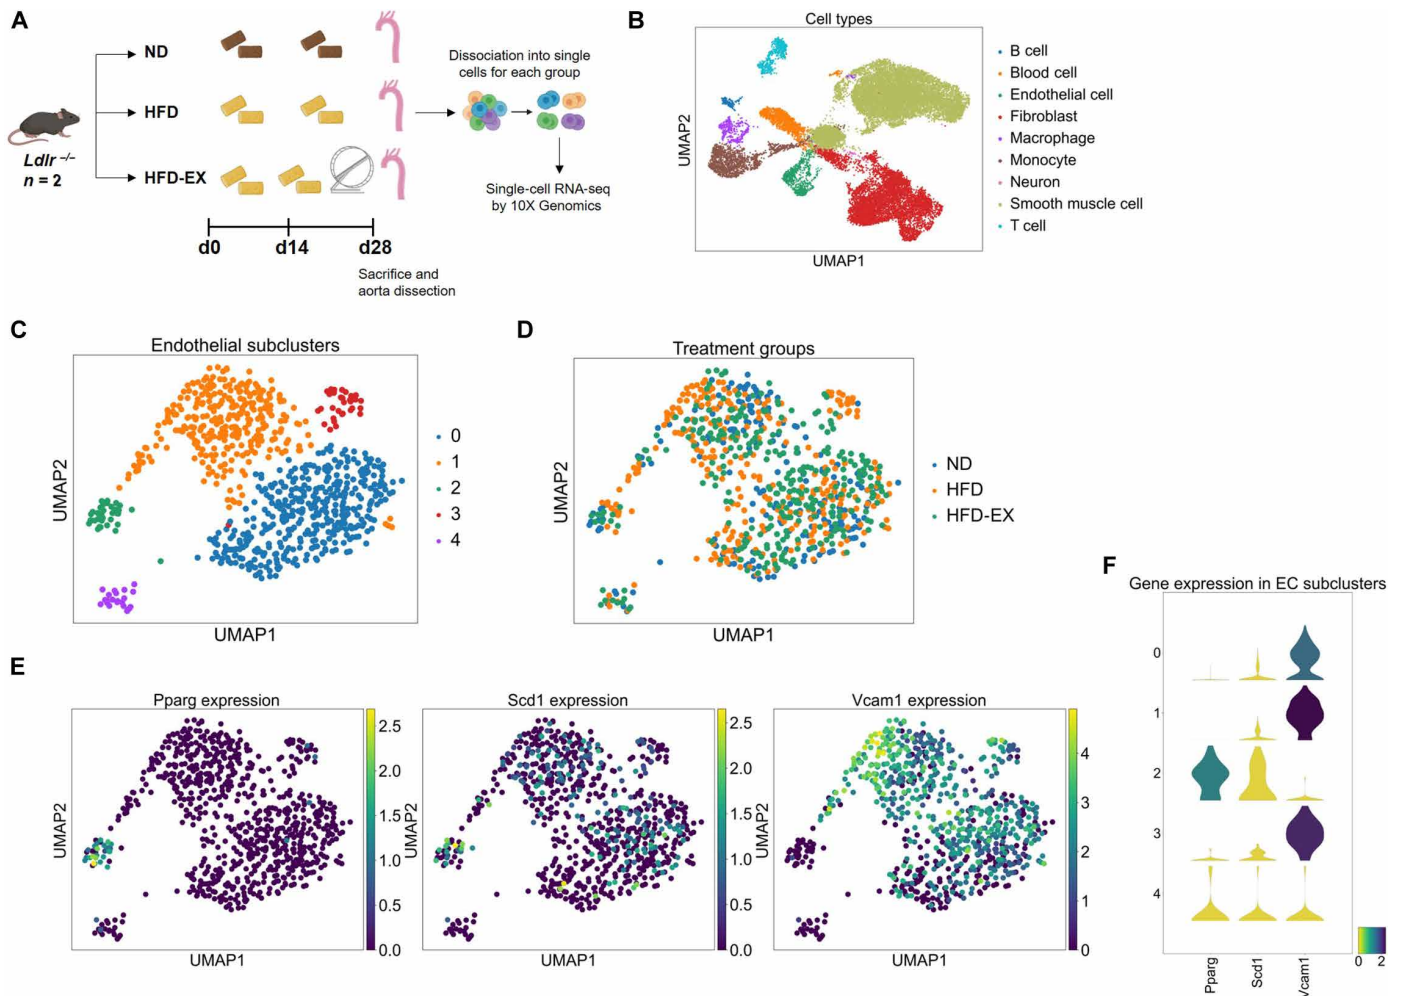 A
ND
HFD
HFD-EX
Ldlr −/−
n = 2
d0
d14
d28
Sacrifice and
aorta dissection
Dissociation into single
cells for each group
Single-cell RNA-seq
by 10X Genomics
B
Cell types
UMAP2
UMAP1
B cell
Blood cell
Endothelial cell
Fibroblast
Macrophage
Monocyte
Neuron
Smooth muscle cell
T cell
C
Endothelial subclusters
UMAP2
UMAP1
0
1
2
3
4
D
Treatment groups
UMAP2
UMAP1
ND
HFD
HFD-EX
E
Pparg expression
UMAP2
UMAP1
2.5
2.0
1.5
1.0
0.5
0.0
Scd1 expression
UMAP2
UMAP1
2.5
2.0
1.5
1.0
0.5
0.0
Vcam1 expression
UMAP2
UMAP1
4
3
2
1
0
F
Gene expression in EC subclusters
0
1
2
3
4
Pparg
Scd1
Vcam1
0 2